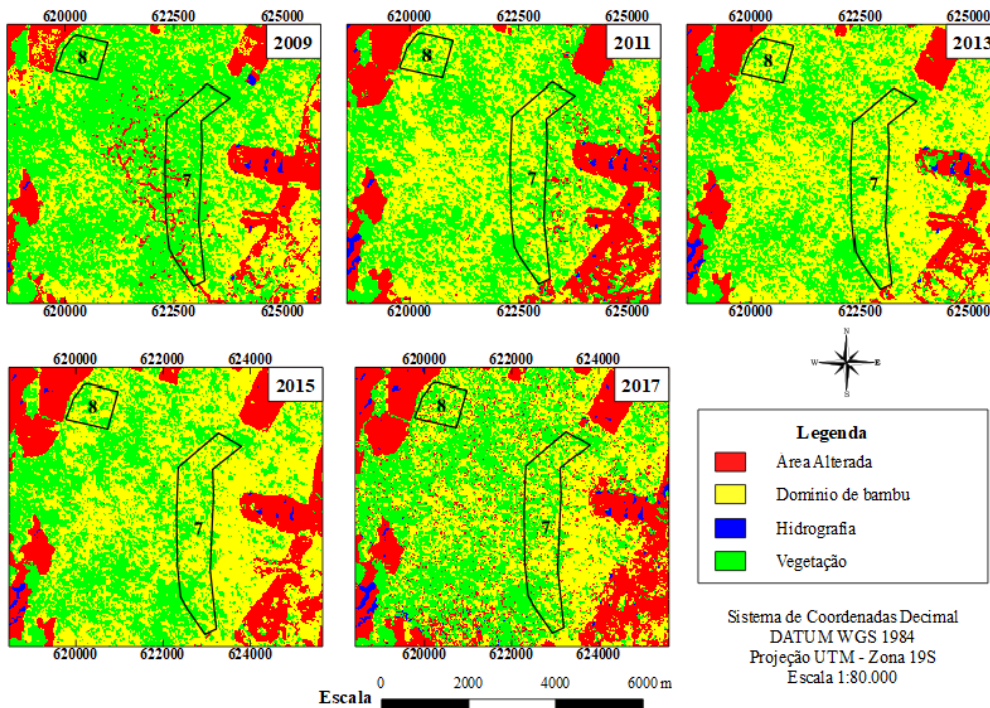 620000 622500 625000
2009
8
7
620000 622500 625000
620000 622500 625000
2011
8
7
620000 622500 625000
620000 622500 625000
2013
8
7
620000 622500 625000
620000 622000 624000
2015
8
7
620000 622000 624000
620000 622000 624000
2017
8
7
620000 622000 624000
N
W E
S
Legenda
Area Alterada
Domínio de bambu
Hidrografia
Vegetação
Sistema de Coordenadas Decimal
DATUM WGS 1984
Projeção UTM - Zona 19S
Escala 1:80.000
Escala 0 2000 4000 6000 m